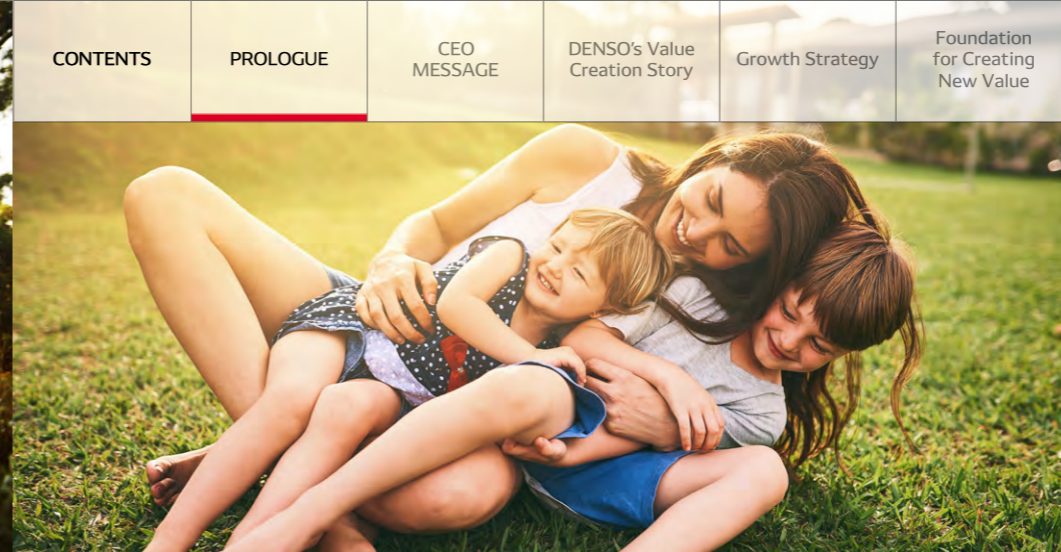 CONTENTS
PROLOGUE
CEO
MESSAGE
DENSO’s Value
Creation Story
Growth Strategy
Foundation
for Creating
New Value